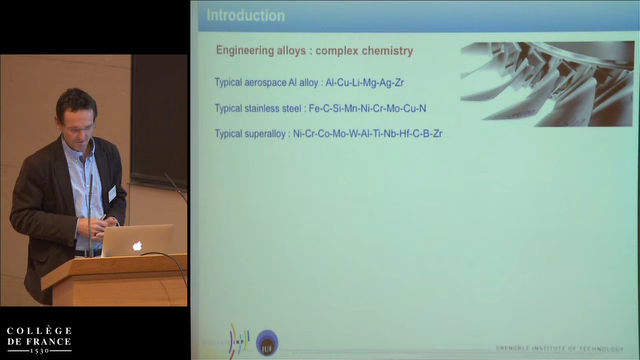 Introduction
Engineering alloys : complex chemistry
Typical aerospace Al alloy : Al-Cu-Li-Mg-Ag-Zr
Typical stainless steel : Fe-C-Si-Mn-Ni-Cr-Mo-Cu-N
Typical superalloy : Ni-Cr-Co-Mo-W-Al-Ti-Nb-Hf-C-B-Zr
COLLÈGE
DE FRANCE
1530
IUF
GRENOBLE INSTITUTE OF TECHNOLOGY